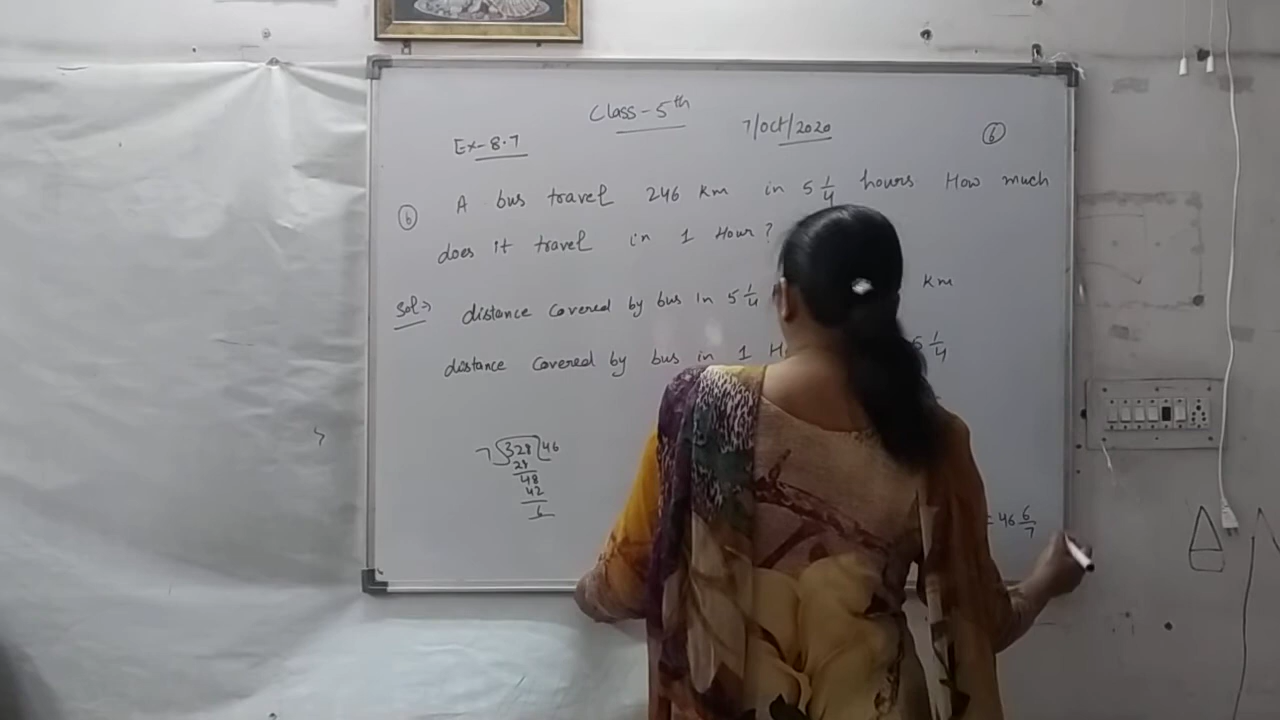 Class - 5th
Ex- 8.7
7/Oct/2020
6
6 A bus travel 246 Km in 5 1/4 hours How much
does it travel in 1 Hour?
Sol⇒ distance covered by bus in 5 1/4 Km
distance covered by bus in 1 5 1/4
7 328 46
28
48
42
6
= 46 6/7